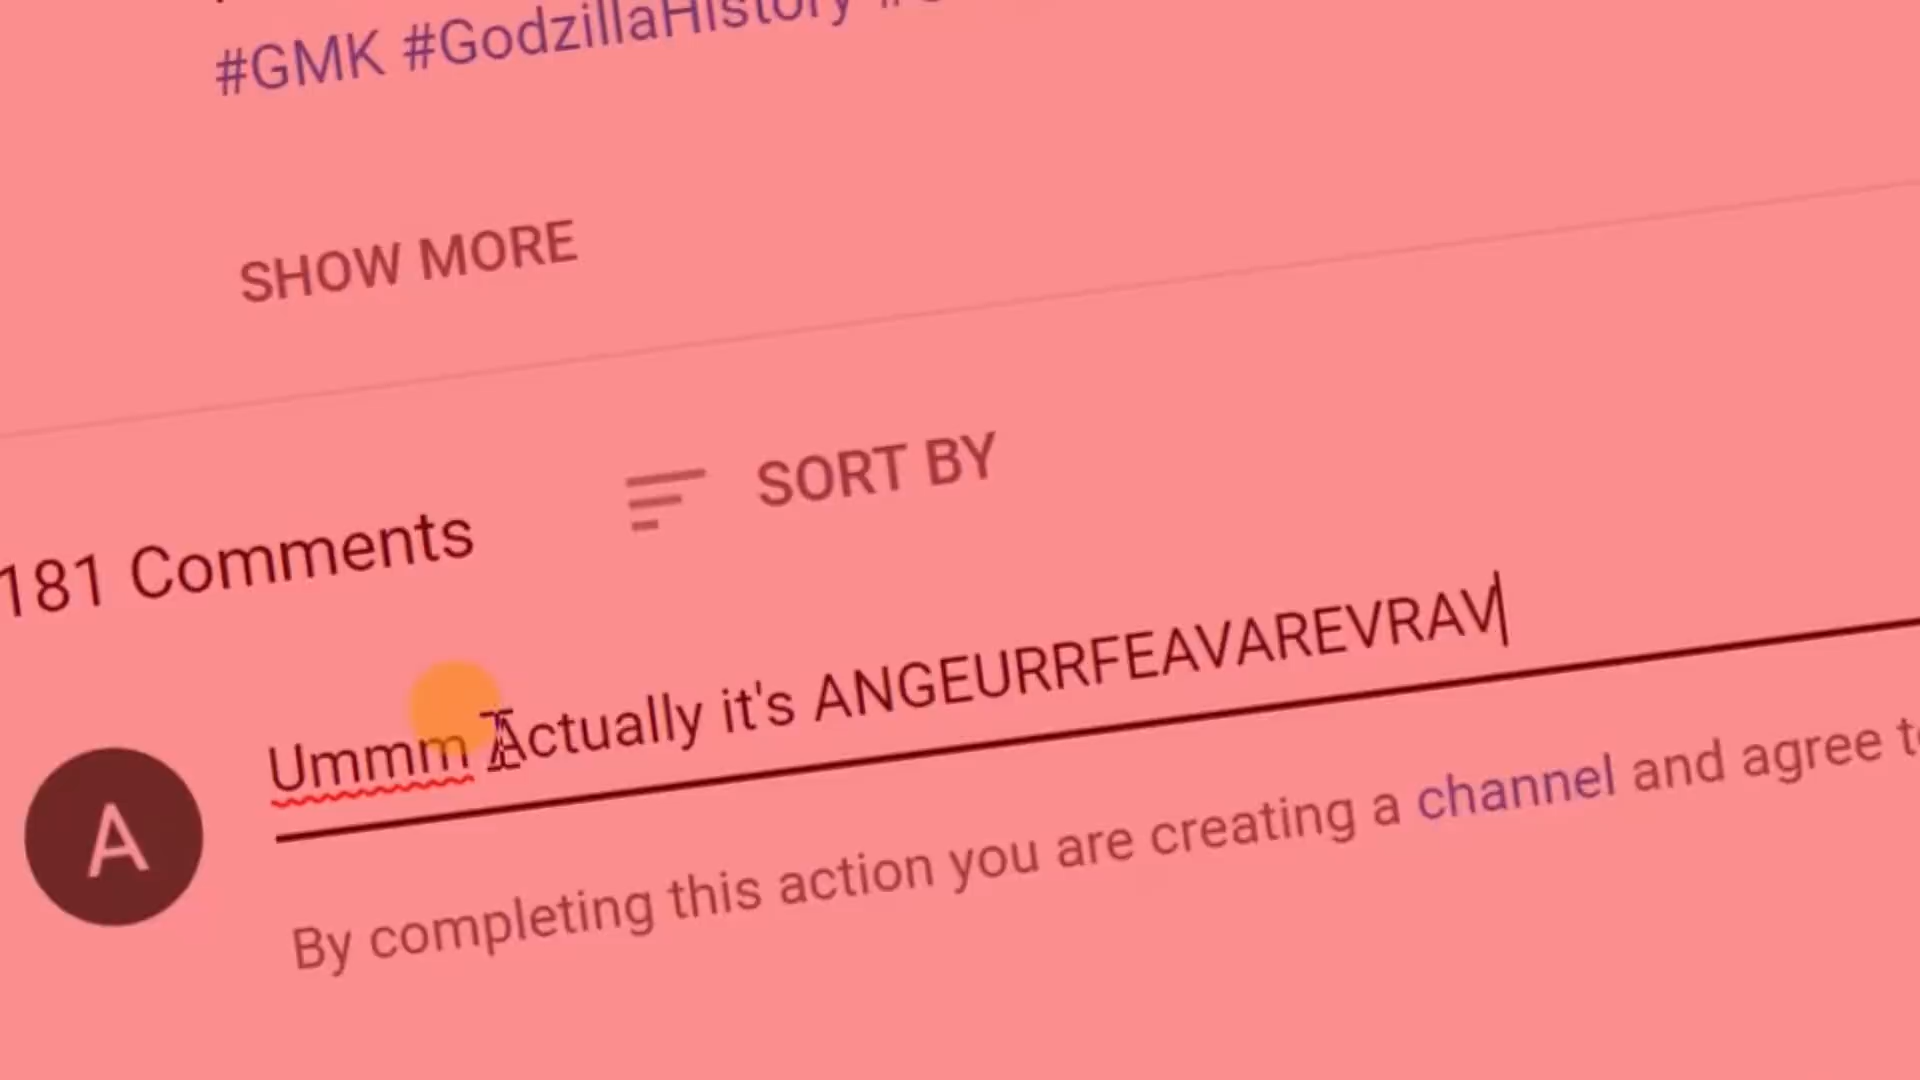 #GMK #GodzillaHistory
SHOW MORE
181 Comments
SORT BY
Ummm Actually it's ANGEURRFEAVAREVRAV
By completing this action you are creating a channel and agree